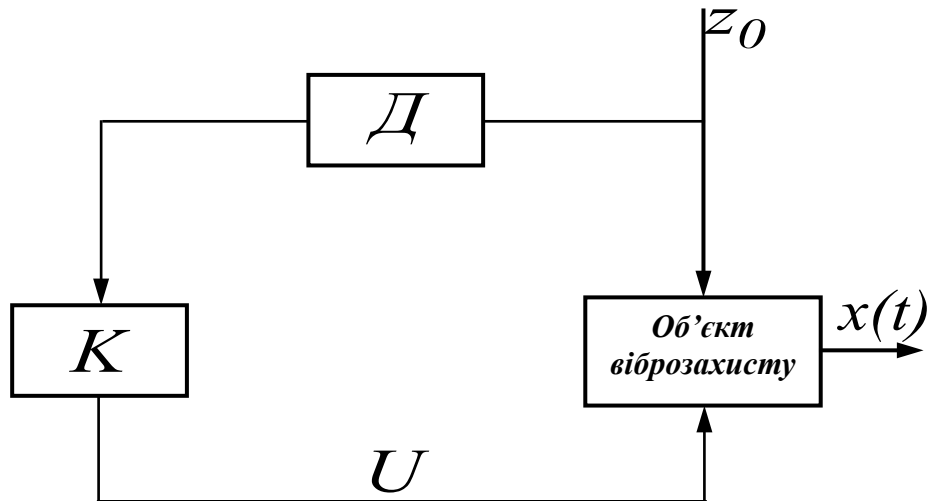 z0
Д
К
Об’єкт
віброзахисту
x(t)
U